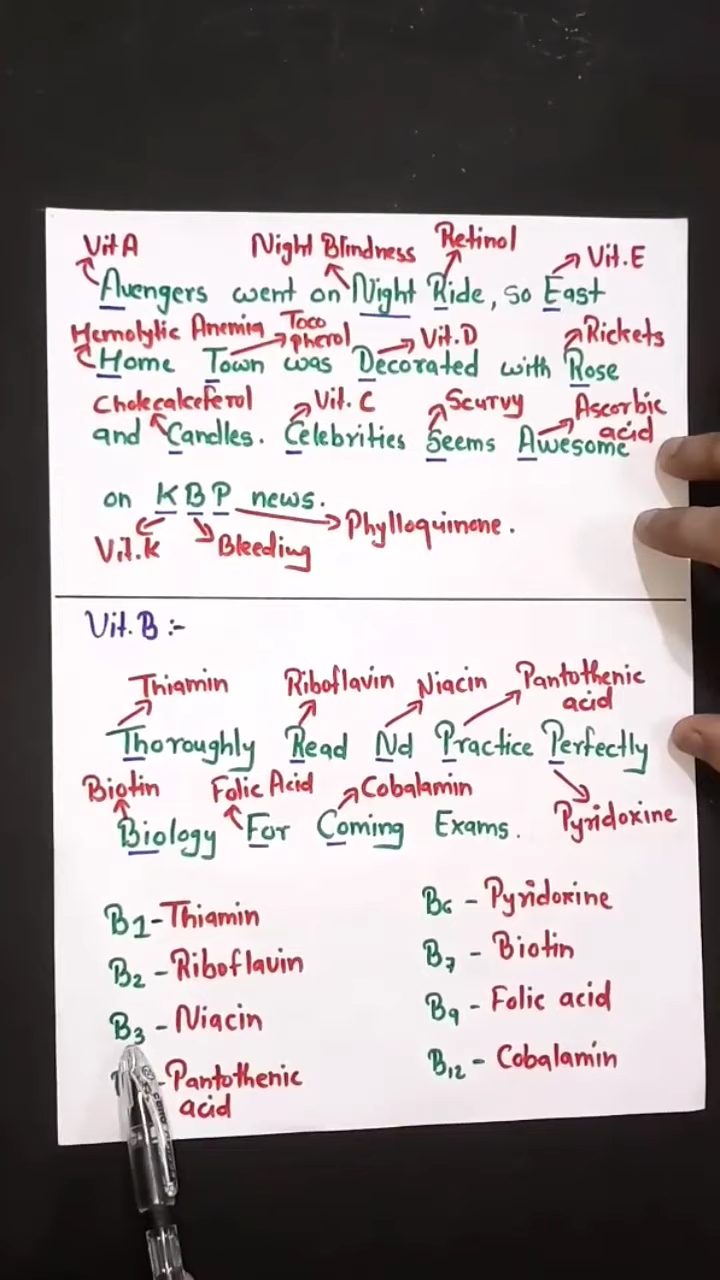 Vit A Night Blindness Retinol Vit. E
Avengers went on Night Ride, so East
Hemolytic Anemia Toco pherol Vit. D Rickets
Home Town was Decorated with Rose
Cholecalceferol Vit. C Scurvy Ascorbic acid
and Candles. Celebrities Seems Awesome
on KBP news.
Vit. K Bleeding Phylloquinone.
Vit. B :-
Thiamin Riboflavin Niacin Pantothenic acid
Thoroughly Read Nd Practice Perfectly
Biotin Folic Acid Cobalamin Pyridoxine
Biology For Coming Exams.
B1 - Thiamin
B2 - Riboflavin
B3 - Niacin
- Pantothenic
acid
B6 - Pyridoxine
B7 - Biotin
B9 - Folic acid
B12 - Cobalamin